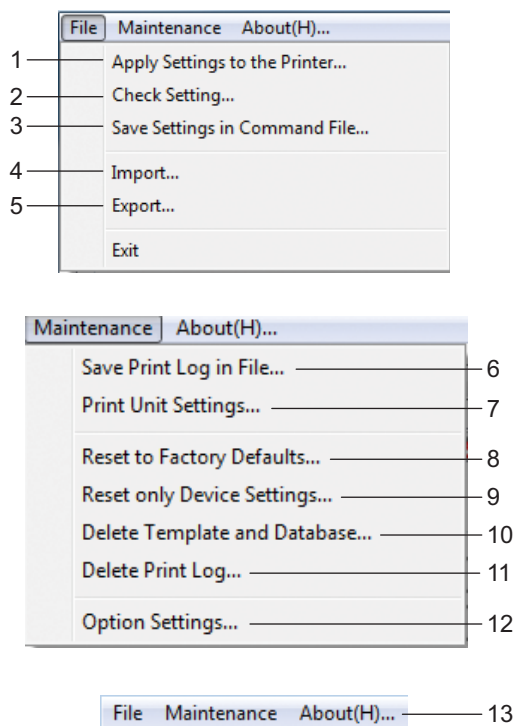 File Maintenance About(H)...
1 Apply Settings to the Printer...
2 Check Setting...
3 Save Settings in Command File...
4 Import...
5 Export...
Exit
Maintenance About(H)...
Save Print Log in File... 6
Print Unit Settings... 7
Reset to Factory Defaults... 8
Reset only Device Settings... 9
Delete Template and Database... 10
Delete Print Log... 11
Option Settings... 12
File Maintenance About(H)... 13